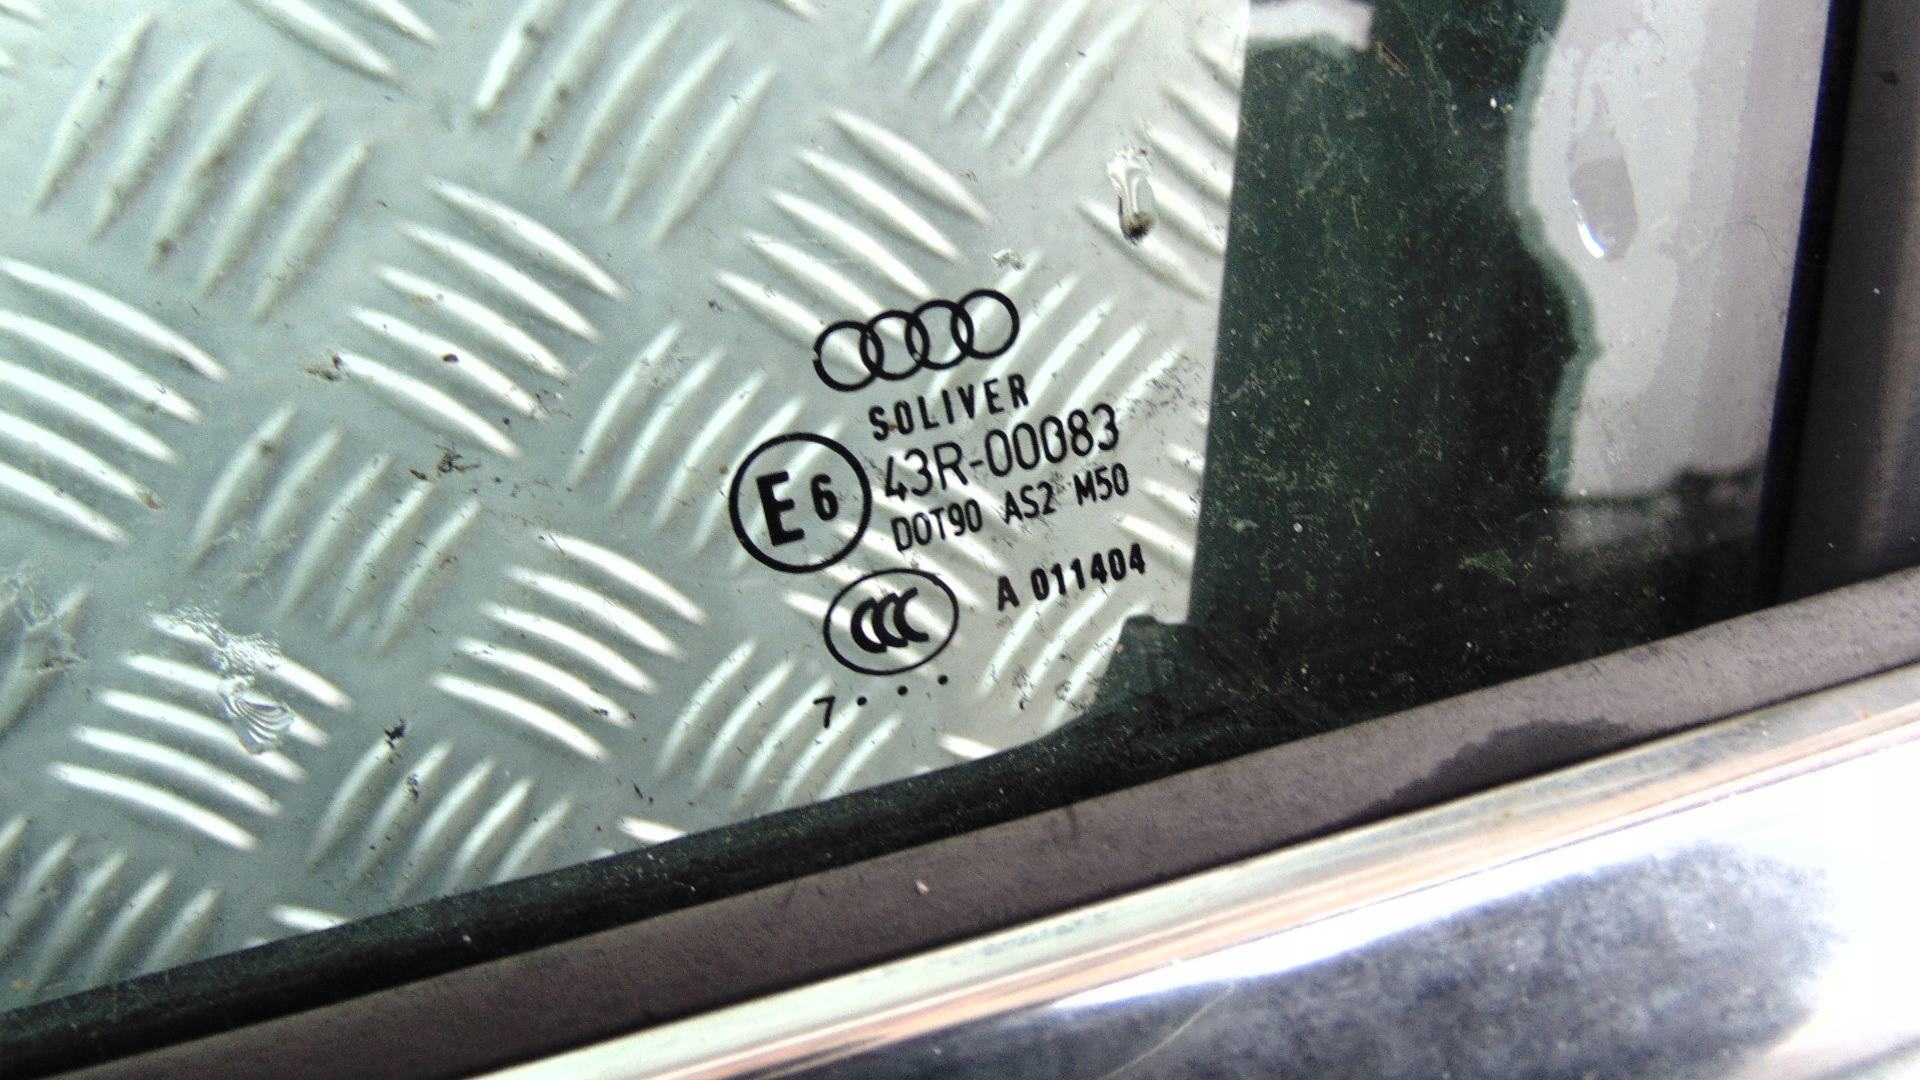 SOLIVER
E6 43R-00083
DOT90 AS2 M50
CCC A 011404
7 . . .